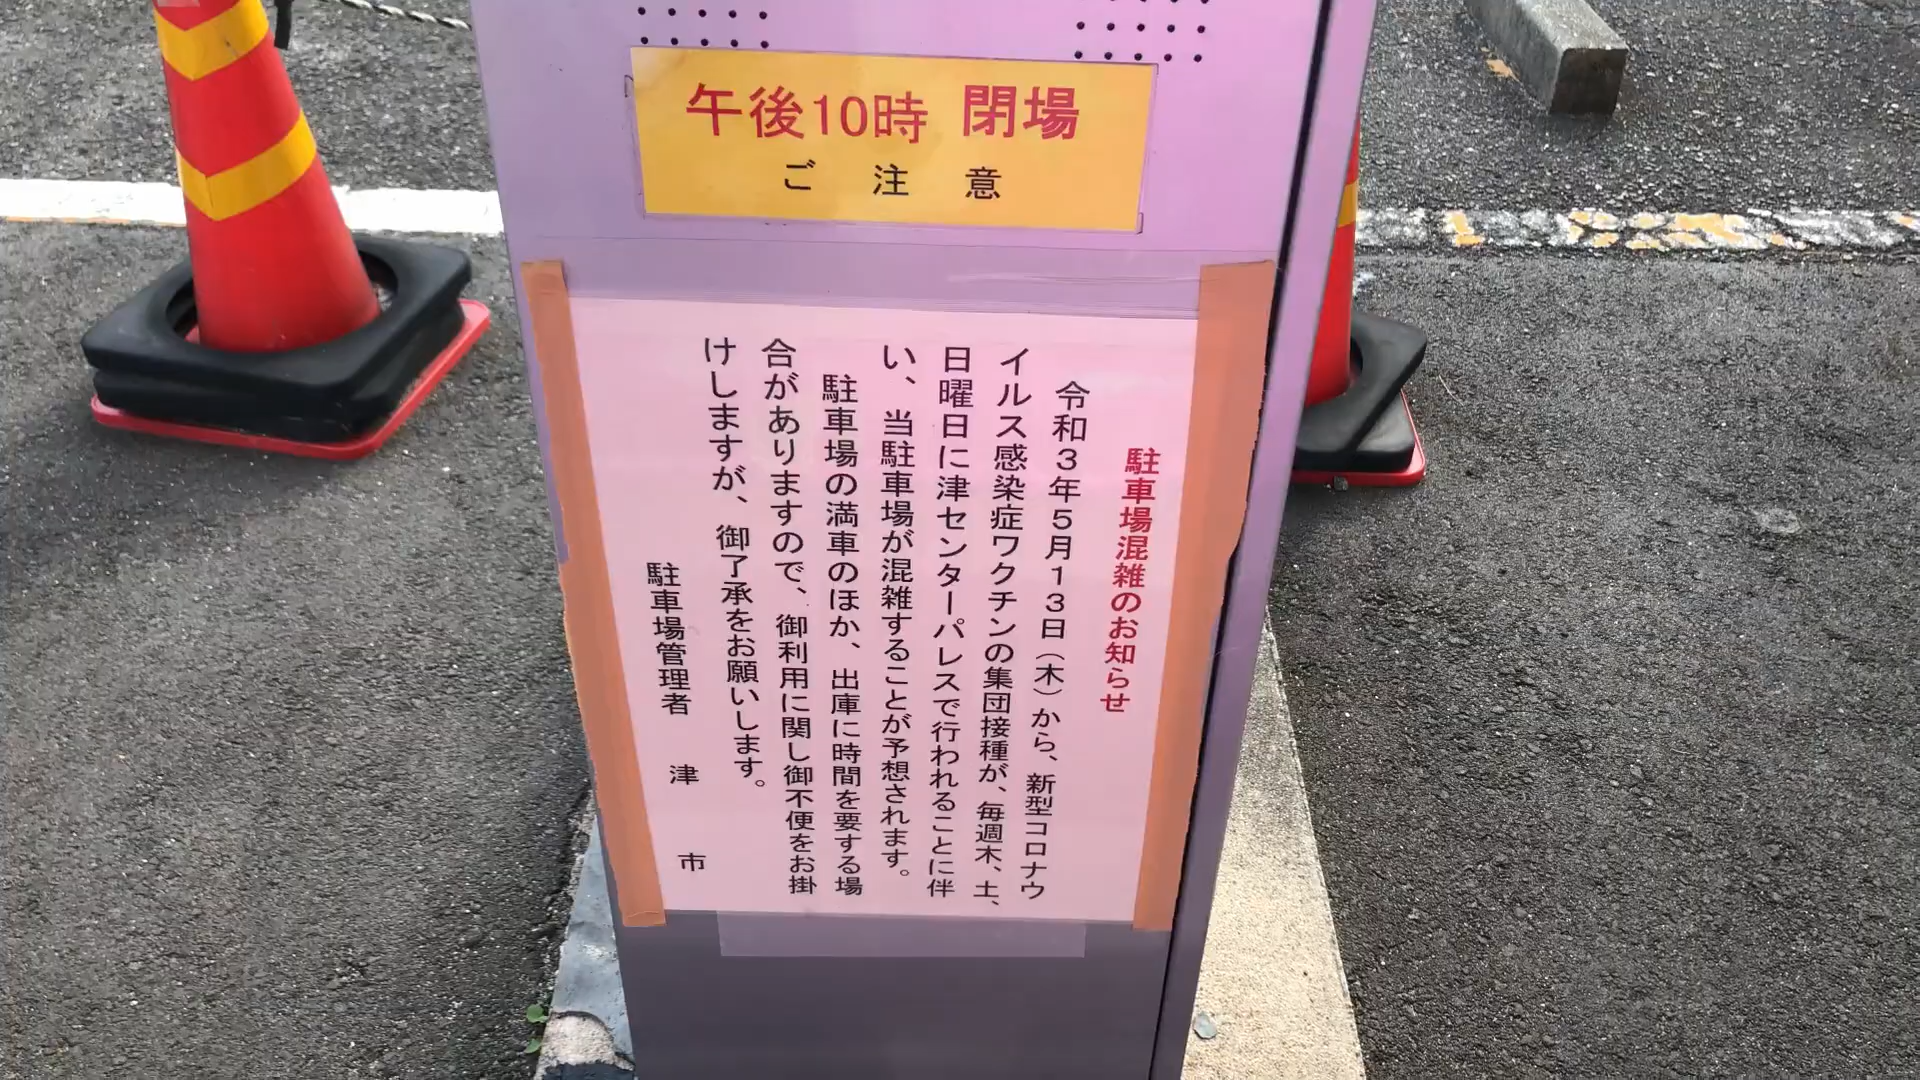 午後10時 閉場
ご注意
駐車場混雑のお知らせ
令和3年5月13日(木)から、新型コロナウ
イルス感染症ワクチンの集団接種が、毎週木、土、
日曜日に津センターパレスで行われることに伴
い、当駐車場が混雑することが予想されます。
駐車場の満車のほか、出庫に時間を要する場
合がありますので、御利用に関し御不便をお掛
けしますが、御了承をお願いします。
駐車場管理者 津市